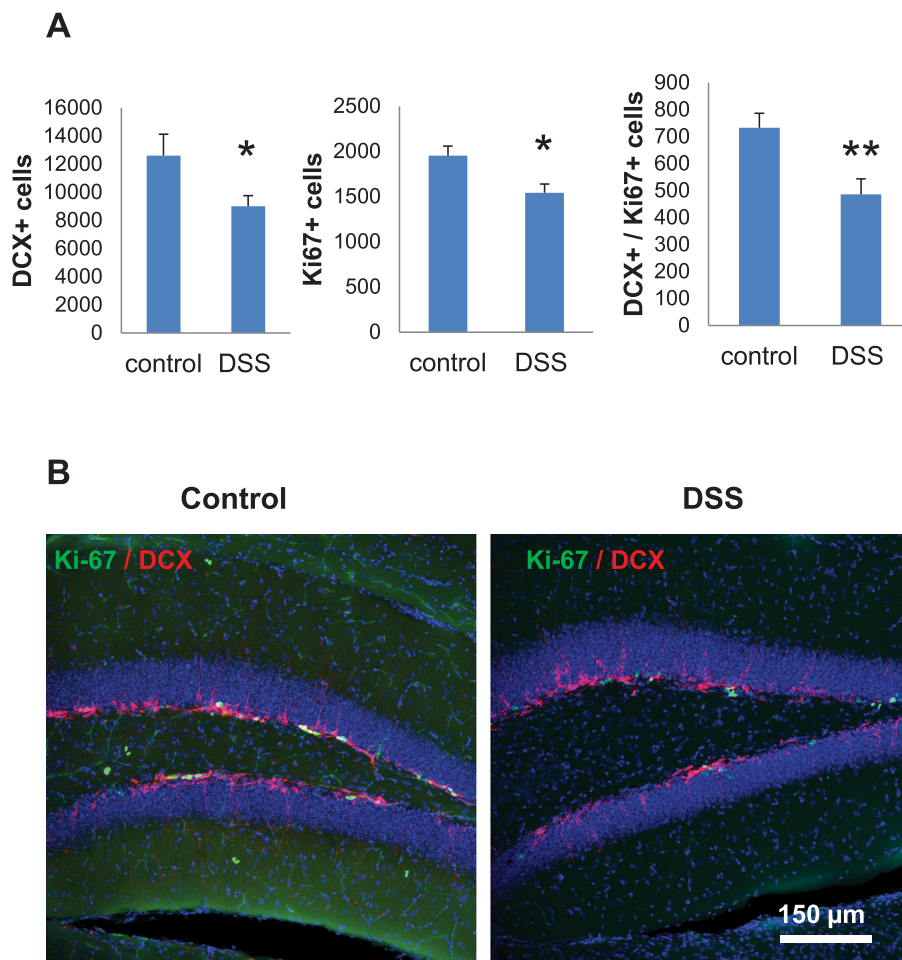 A
DCX+ cells
16000
14000
12000
10000
8000
6000
4000
2000
0
control DSS
*
Ki67+ cells
2500
2000
1500
1000
500
0
control DSS
*
DCX+ / Ki67+ cells
900
800
700
600
500
400
300
200
100
0
control DSS
**
B
Control
DSS
Ki-67 / DCX
Ki-67 / DCX
150 µm